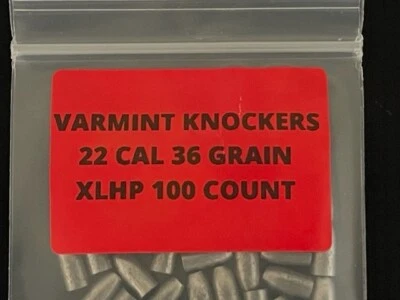 VARMINT KNOCKERS
22 CAL 36 GRAIN
XLHP 100 COUNT